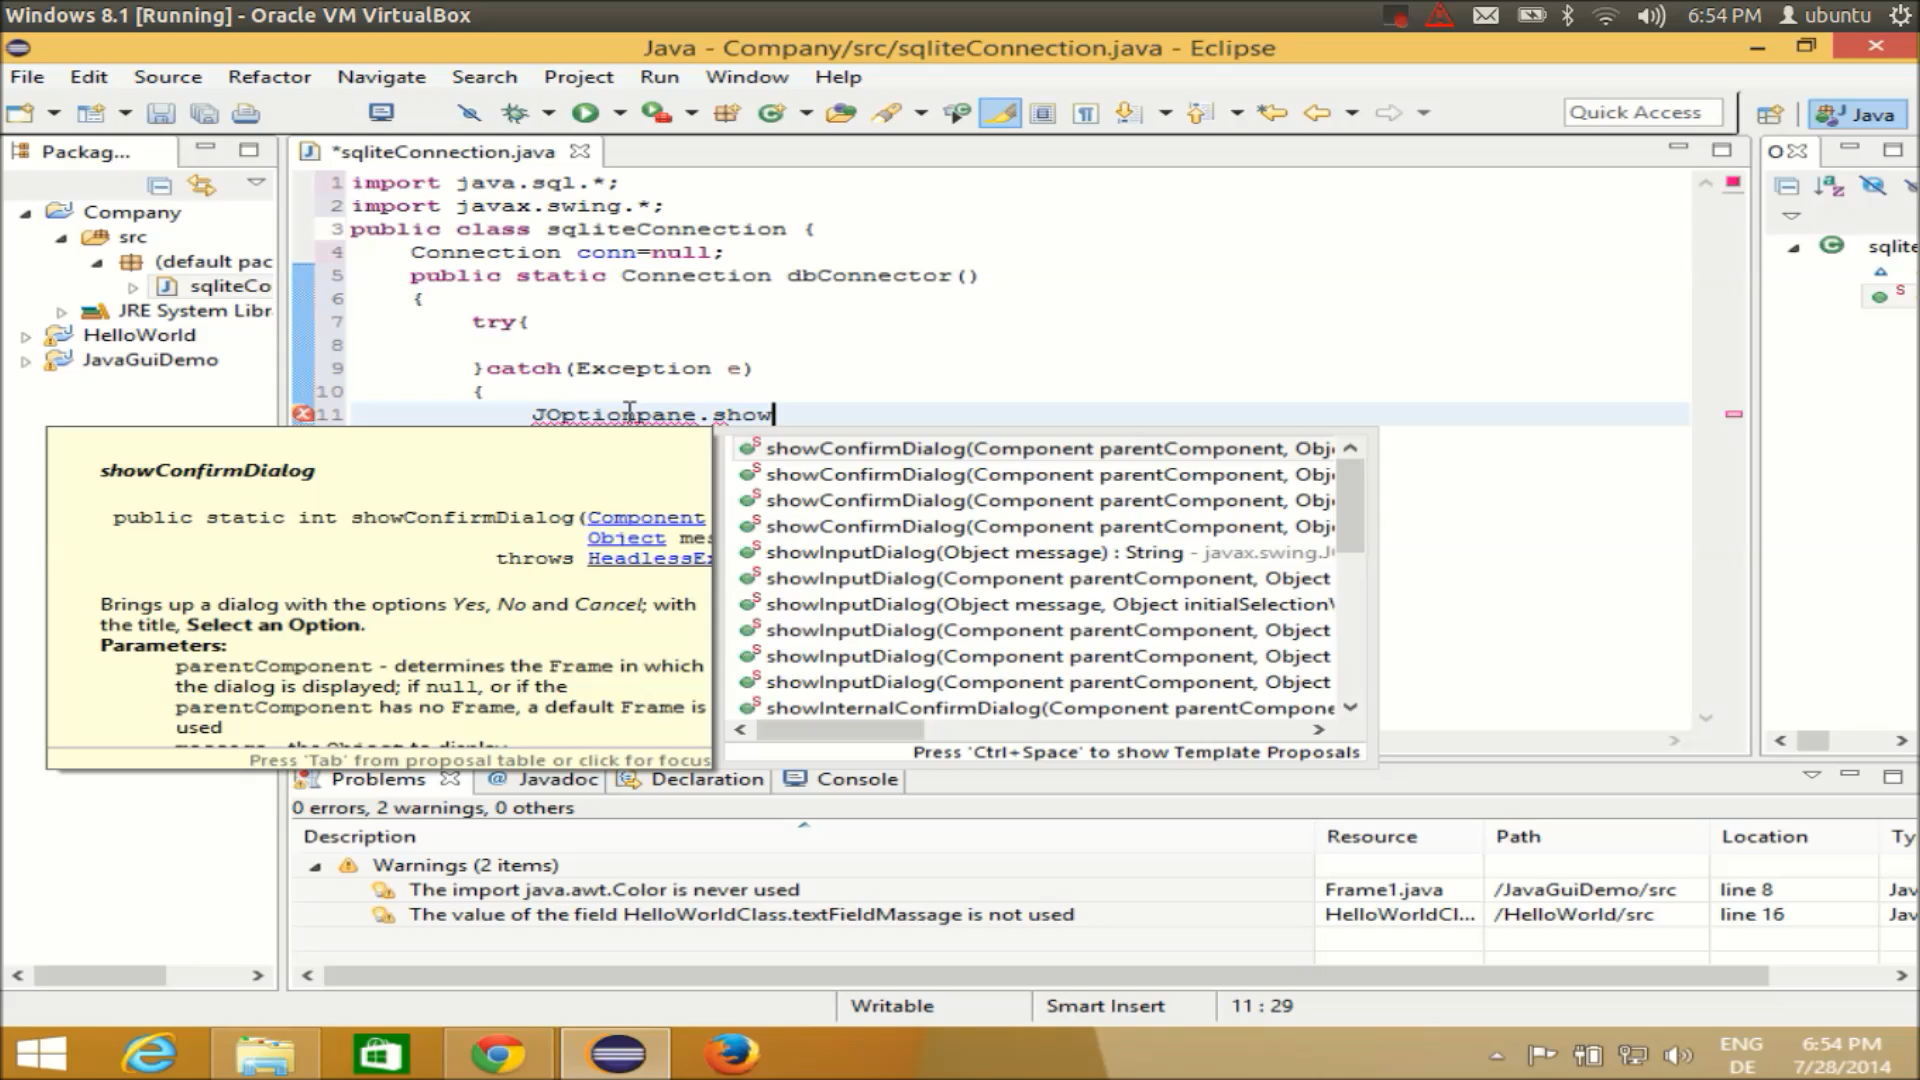 Windows 8.1 [Running] - Oracle VM VirtualBox
6:54 PM
ubuntu
Java - Company/src/sqliteConnection.java - Eclipse
File Edit Source Refactor Navigate Search Project Run Window Help
Quick Access
Java
Packag...
*sqliteConnection.java
Company
src
(default pac
sqliteCo
JRE System Libr
HelloWorld
JavaGuiDemo
1 import java.sql.*;
2 import javax.swing.*;
3 public class sqliteConnection {
4 Connection conn=null;
5 public static Connection dbConnector()
6 {
7 try{
8
9 }catch(Exception e)
10 {
11 JOptionpane.show
sqlite
showConfirmDialog
public static int showConfirmDialog(Component
Object mes
throws HeadlessEx
Brings up a dialog with the options Yes, No and Cancel; with
the title, Select an Option.
Parameters:
parentComponent - determines the Frame in which
the dialog is displayed; if null, or if the
parentComponent has no Frame, a default Frame is
used
Press 'Tab' from proposal table or click for focus
showConfirmDialog(Component parentComponent, Obj
showConfirmDialog(Component parentComponent, Obj
showConfirmDialog(Component parentComponent, Obj
showConfirmDialog(Component parentComponent, Obj
showInputDialog(Object message) : String - javax.swing.J
showInputDialog(Component parentComponent, Object
showInputDialog(Object message, Object initialSelectionV
showInputDialog(Component parentComponent, Object
showInputDialog(Component parentComponent, Object
showInputDialog(Component parentComponent, Object
showInternalConfirmDialog(Component parentCompone
Press 'Ctrl+Space' to show Template Proposals
Problems @ Javadoc Declaration Console
0 errors, 2 warnings, 0 others
Description Resource Path Location Ty
Warnings (2 items)
The import java.awt.Color is never used Frame1.java /JavaGuiDemo/src line 8 Jav
The value of the field HelloWorldClass.textFieldMassage is not used HelloWorldCl... /HelloWorld/src line 16 Jav
Writable Smart Insert 11 : 29
ENG
DE
6:54 PM
7/28/2014